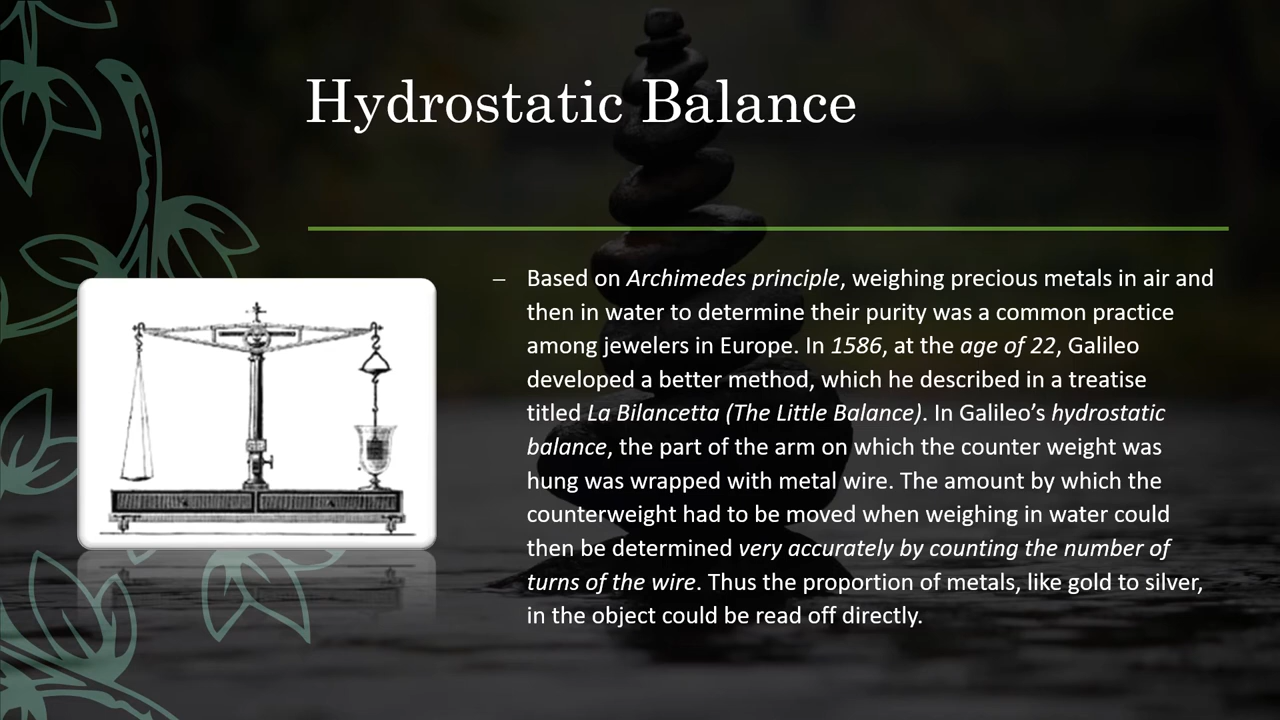 Hydrostatic Balance
– Based on Archimedes principle, weighing precious metals in air and
then in water to determine their purity was a common practice
among jewelers in Europe. In 1586, at the age of 22, Galileo
developed a better method, which he described in a treatise
titled La Bilancetta (The Little Balance). In Galileo’s hydrostatic
balance, the part of the arm on which the counter weight was
hung was wrapped with metal wire. The amount by which the
counterweight had to be moved when weighing in water could
then be determined very accurately by counting the number of
turns of the wire. Thus the proportion of metals, like gold to silver,
in the object could be read off directly.